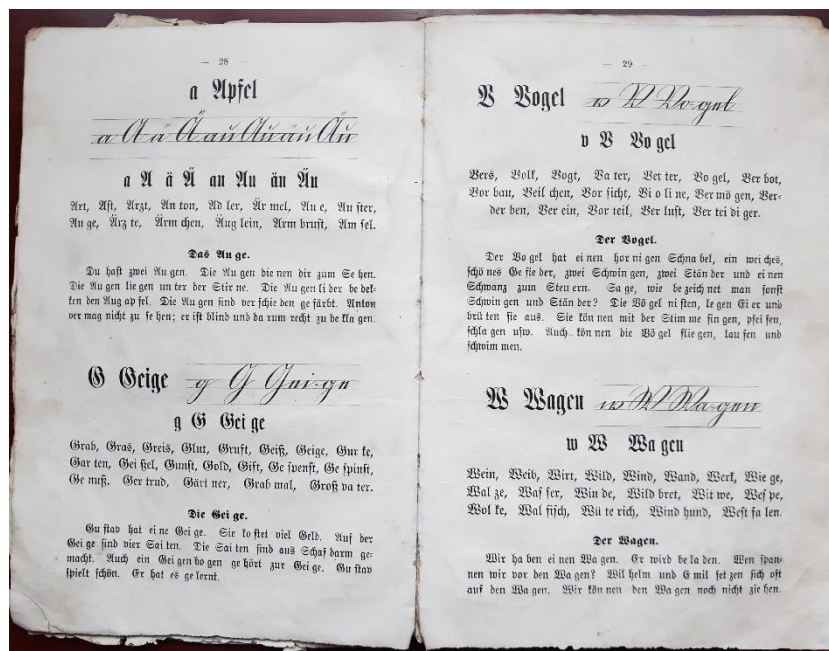 — 28 —
a Apfel
a A ä Ä au Au äu Äu
a A ä Ä au Au äu Äu
Art, Ast, Arzt, An ton, Ad ler, Är mel, Au e, Au ster,
Au ge, Ärz te, Ärm chen, Äug lein, Arm brust, Am sel.
Das Au ge.
Du hast zwei Au gen. Die Au gen die nen dir zum Se hen.
Die Au gen lie gen un ter der Stir ne. Die Au gen li der be dek-
ken den Aug ap fel. Die Au gen sind ver schie den ge färbt. Anton
ver mag nicht zu se hen; er ist blind und da rum recht zu be kla gen.
G Geige g G Gei-ge
g G Gei ge
Grab, Gras, Greis, Glut, Gruft, Geiß, Geige, Gur ke,
Gar ten, Gei ßel, Gunst, Gold, Gift, Ge spenst, Ge spinst,
Ge nuß, Ger trud, Gärt ner, Grab mal, Groß va ter.
Die Gei ge.
Gu stav hat ei ne Gei ge. Sie ko stet viel Geld. Auf der
Gei ge sind vier Sai ten. Die Sai ten sind aus Schaf darm ge-
macht. Auch ein Gei gen bo gen ge hört zur Gei ge. Gu stav
spielt schön. Er hat es ge lernt.
— 29 —
V Vogel v V Vo-gel
v V Vo gel
Vers, Volk, Vogt, Va ter, Vet ter, Vo gel, Ver bot,
Vor bau, Veil chen, Vor sicht, Vi o li ne, Ver mö gen, Ver-
der ben, Ver ein, Vor teil, Ver lust, Ver tei di ger.
Der Vogel.
Der Vo gel hat ei nen hor ni gen Schna bel, ein wei ches,
schö nes Ge fie der, zwei Schwin gen, zwei Stän der und ei nen
Schwanz zum Steu ern. Sa ge, wie be zeich net man sonst
Schwin gen und Stän der? Die Vö gel ni sten, le gen Ei er und
brü ten sie aus. Sie kön nen mit der Stim me sin gen, pfei fen,
schla gen usw. Auch kön nen die Vö gel flie gen, lau fen und
schwim men.
W Wagen w W Wa-gen
w W Wa gen
Wein, Weib, Wirt, Wild, Wind, Wand, Werk, Wie ge,
Wal ze, Was ser, Win de, Wild bret, Wit we, Wes pe,
Wol ke, Wal fisch, Wü te rich, Wind hund, West fa len.
Der Wagen.
Wir ha ben ei nen Wa gen. Er wird be la den. Wen span-
nen wir vor den Wa gen? Wil helm und E mil set zen sich oft
auf den Wa gen. Wir kön nen den Wa gen noch nicht zie hen.